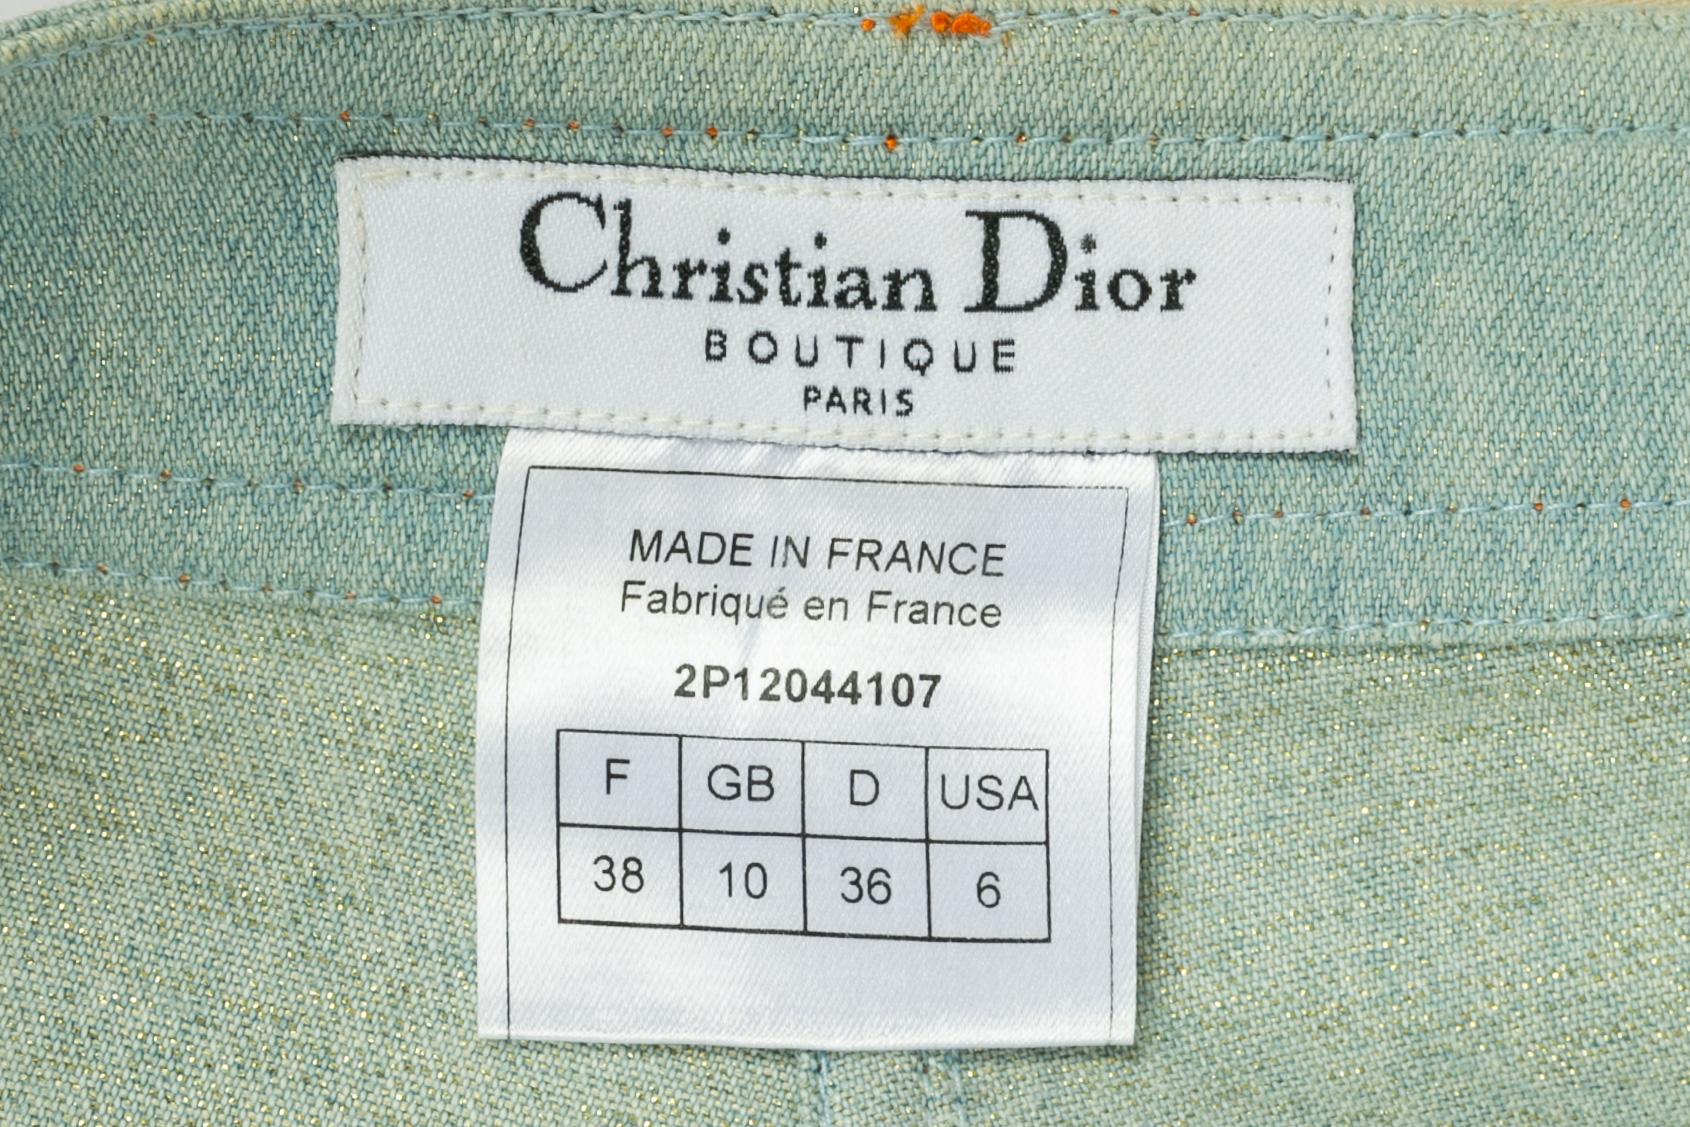 Christian Dior
BOUTIQUE
PARIS
MADE IN FRANCE
Fabriqué en France
2P12044107
F GB D USA
38 10 36 6